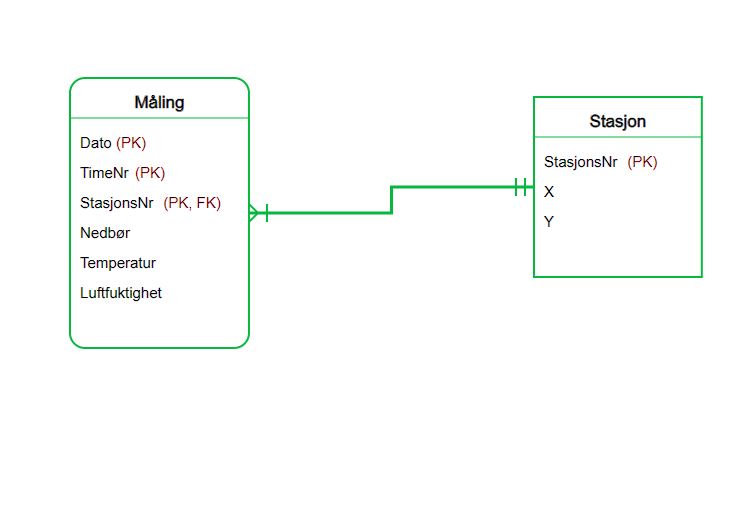 Måling
Dato (PK)
TimeNr (PK)
StasjonsNr (PK, FK)
Nedbør
Temperatur
Luftfuktighet
Stasjon
StasjonsNr (PK)
X
Y